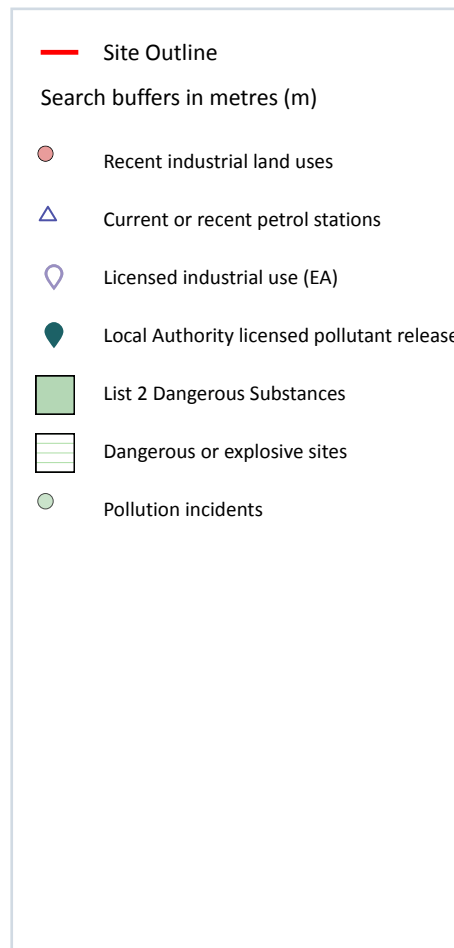 Site Outline
Search buffers in metres (m)
Recent industrial land uses
Current or recent petrol stations
Licensed industrial use (EA)
Local Authority licensed pollutant release
List 2 Dangerous Substances
Dangerous or explosive sites
Pollution incidents